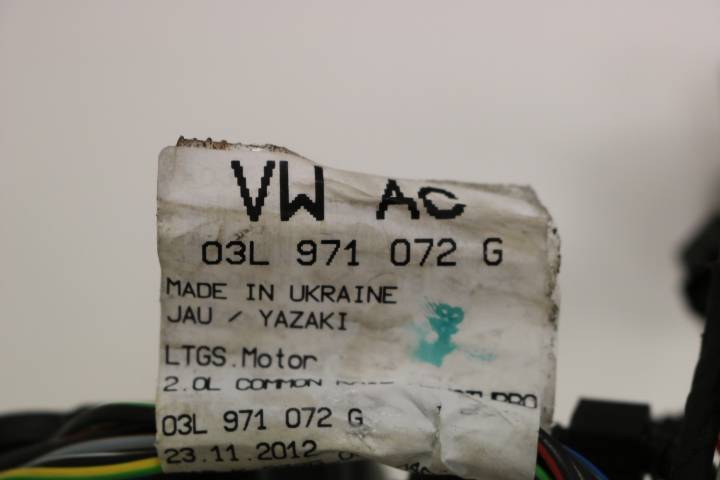 VW AC
03L 971 072 G
MADE IN UKRAINE
JAU / YAZAKI
LTGS.Motor
2.0L COMMON
03L 971 072 G
23.11.2012